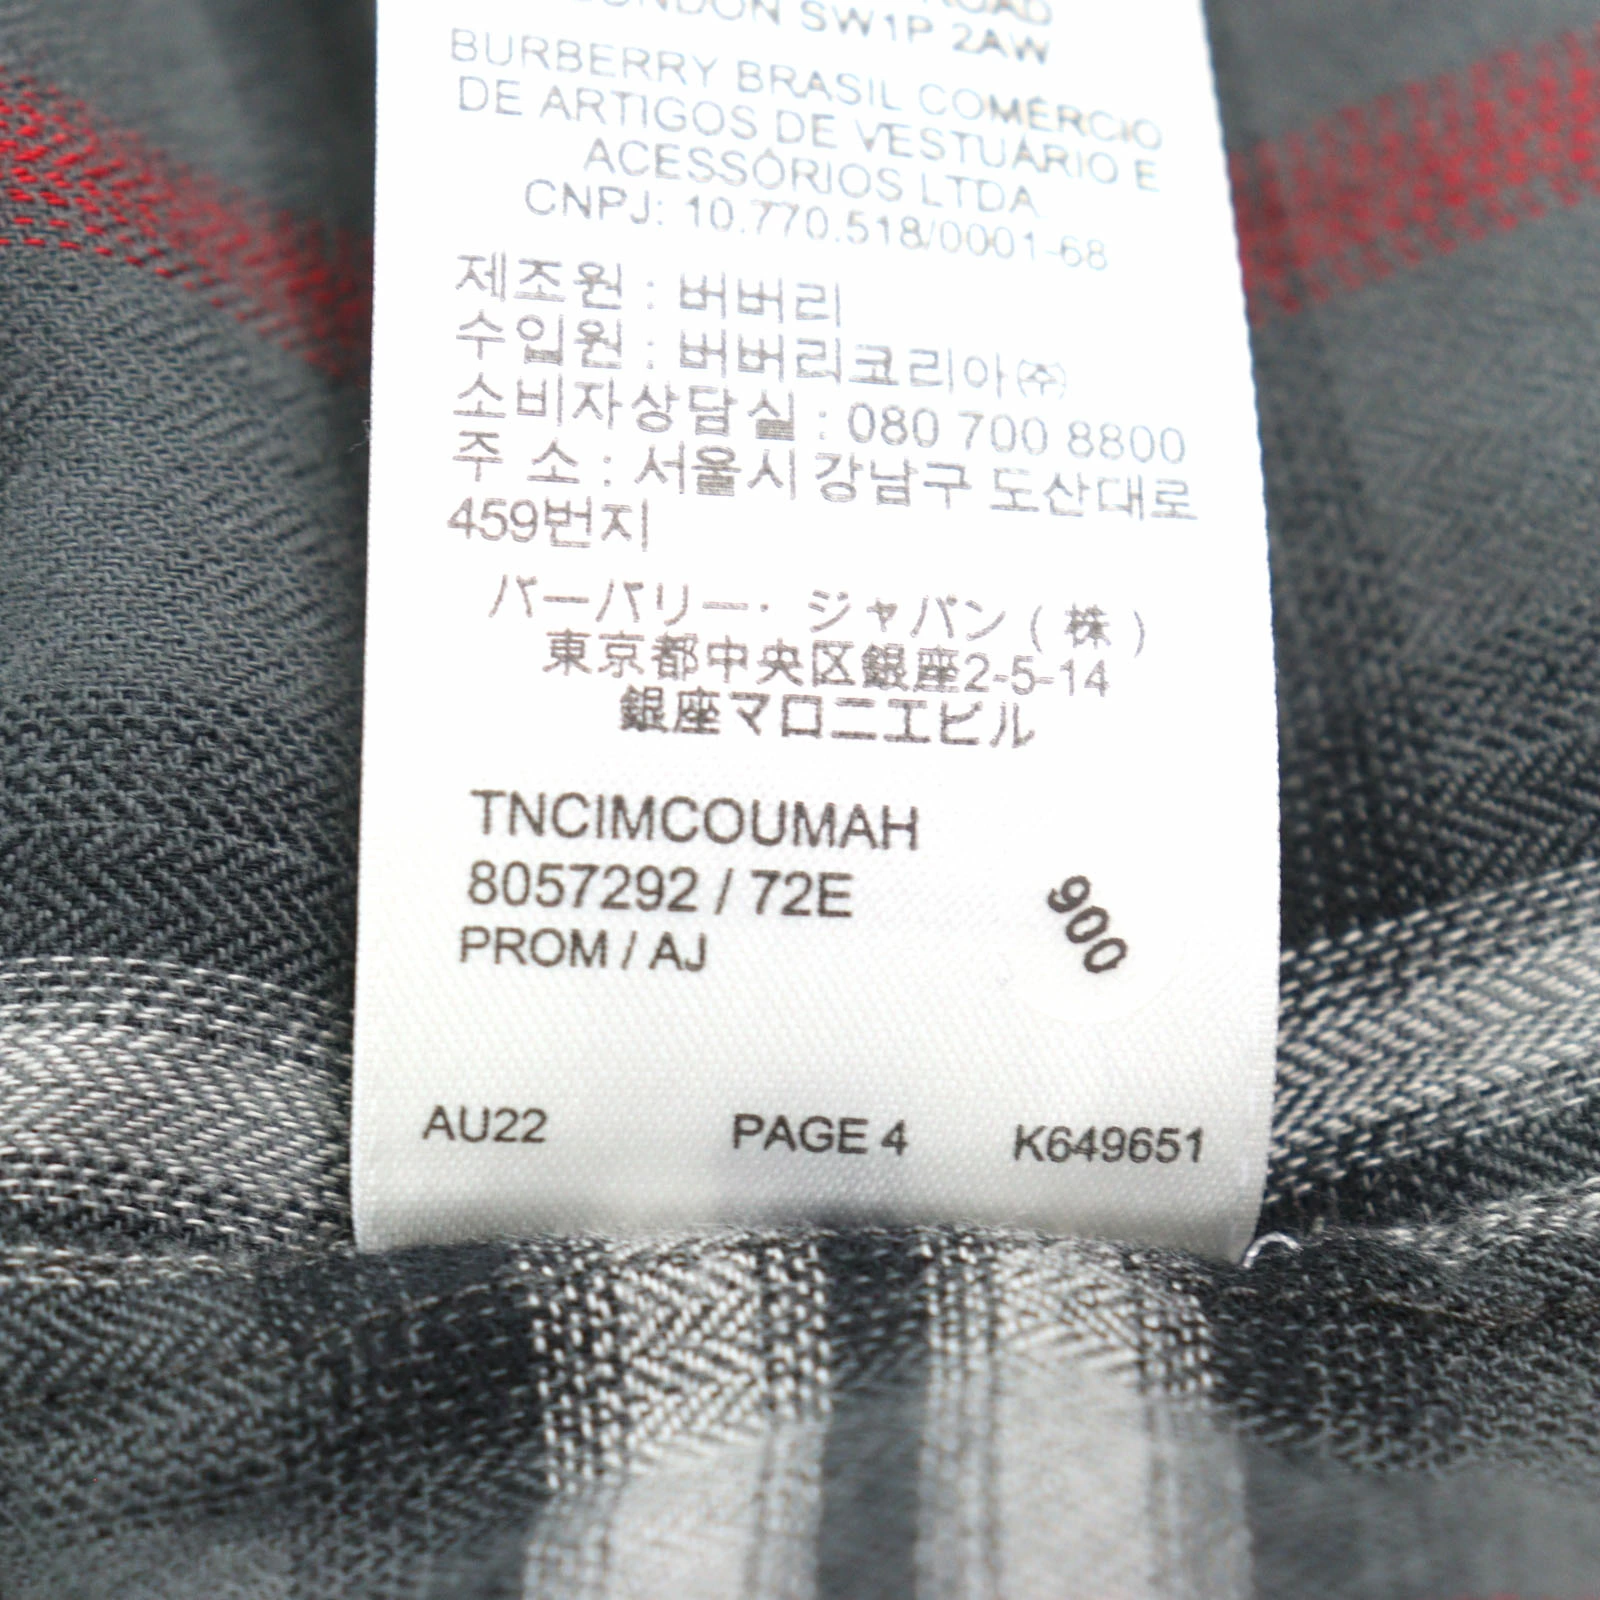 LONDON SW1P 2AW
BURBERRY BRASIL COMÉRCIO
DE ARTIGOS DE VESTUÁRIO E
ACESSÓRIOS LTDA
CNPJ: 10.770.518/0001-68
제조원 : 버버리
수입원 : 버버리코리아㈜
소비자상담실 : 080 700 8800
주 소 : 서울시 강남구 도산대로
459번지
バーバリー・ジャパン ( 株 )
東京都中央区銀座2-5-14
銀座マロニエビル
TNCIMCOUMAH
8057292 / 72E
PROM / AJ
900
AU22 PAGE 4 K649651